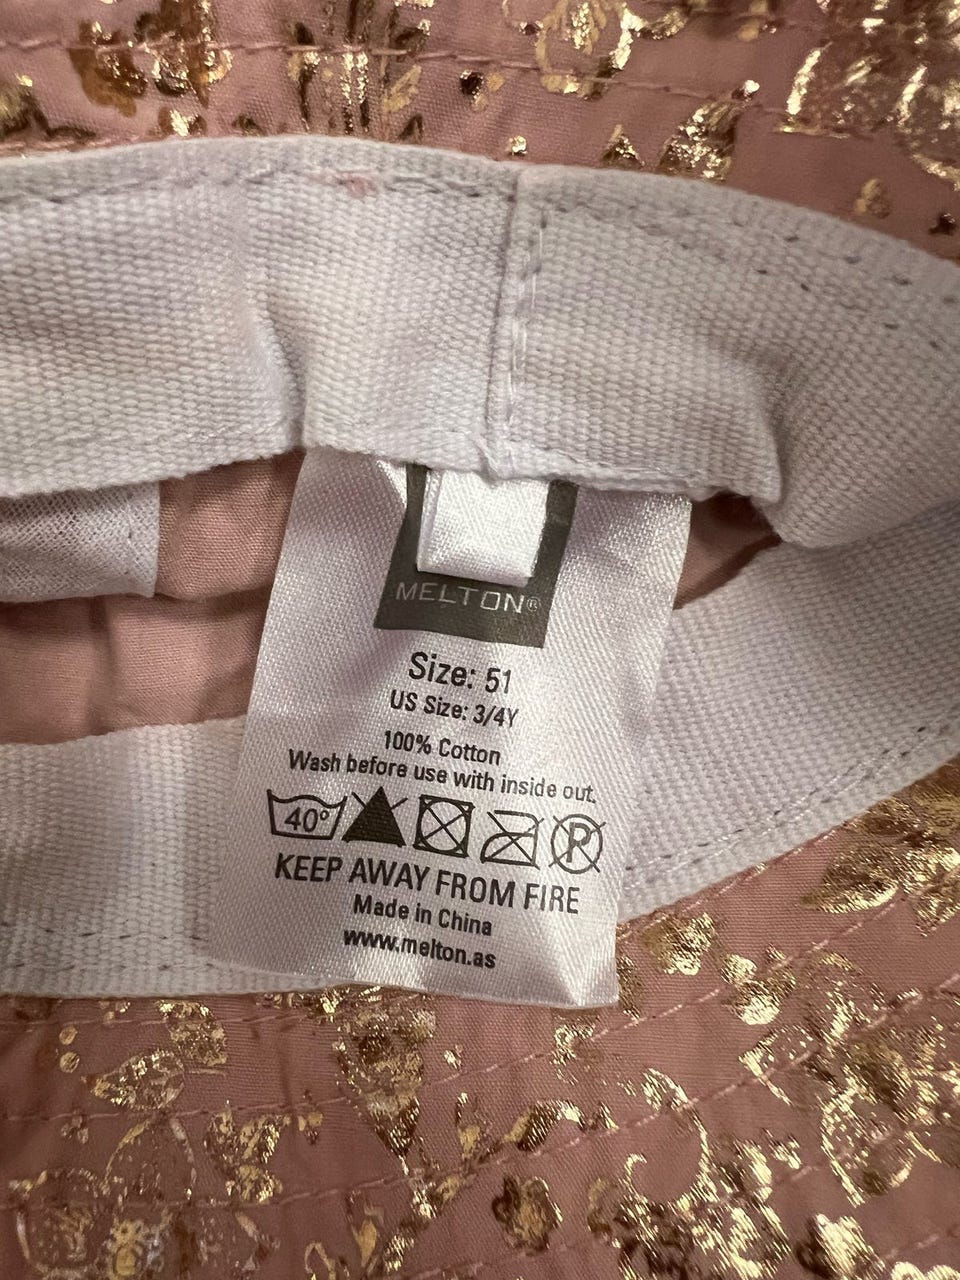 MELTON®
Size: 51
US Size: 3/4Y
100% Cotton
Wash before use with inside out.
40° P
KEEP AWAY FROM FIRE
Made in China
www.melton.as